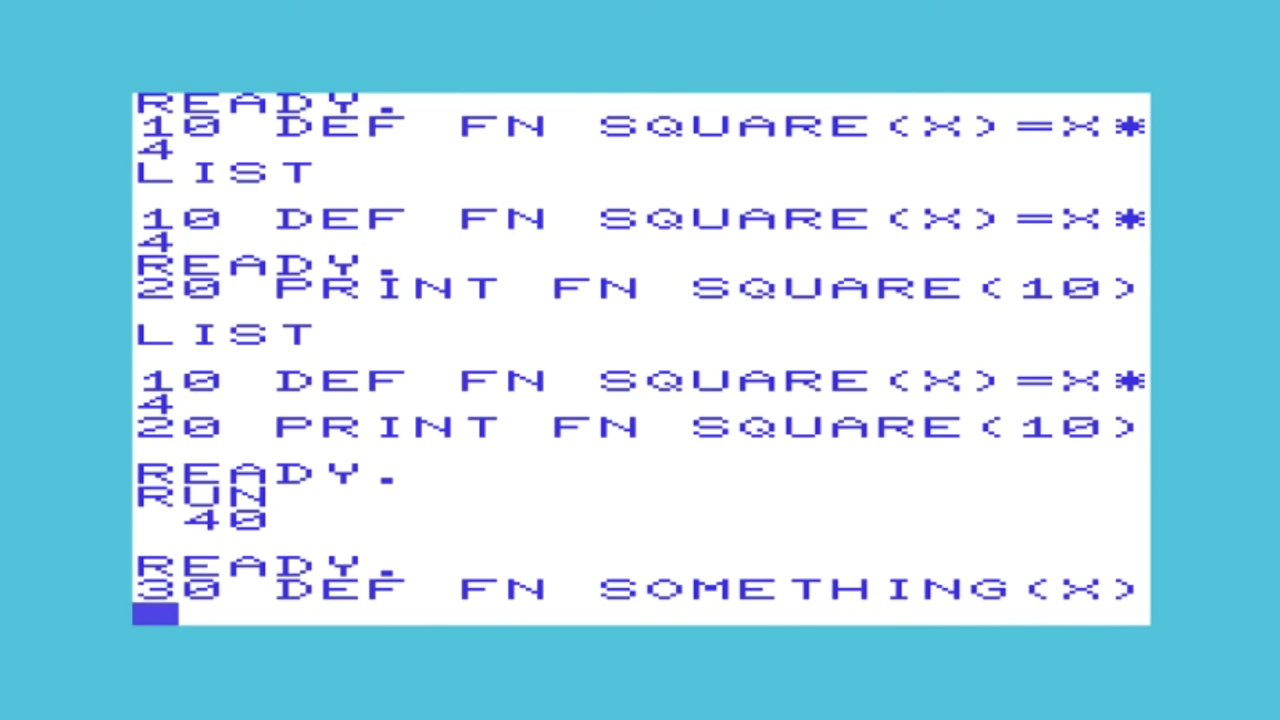 READY.
10 DEF FN SQUARE(X)=X*
4
LIST
10 DEF FN SQUARE(X)=X*
4
READY.
20 PRINT FN SQUARE(10)
LIST
10 DEF FN SQUARE(X)=X*
4
20 PRINT FN SQUARE(10)
READY.
RUN
40
READY.
30 DEF FN SOMETHING(X)